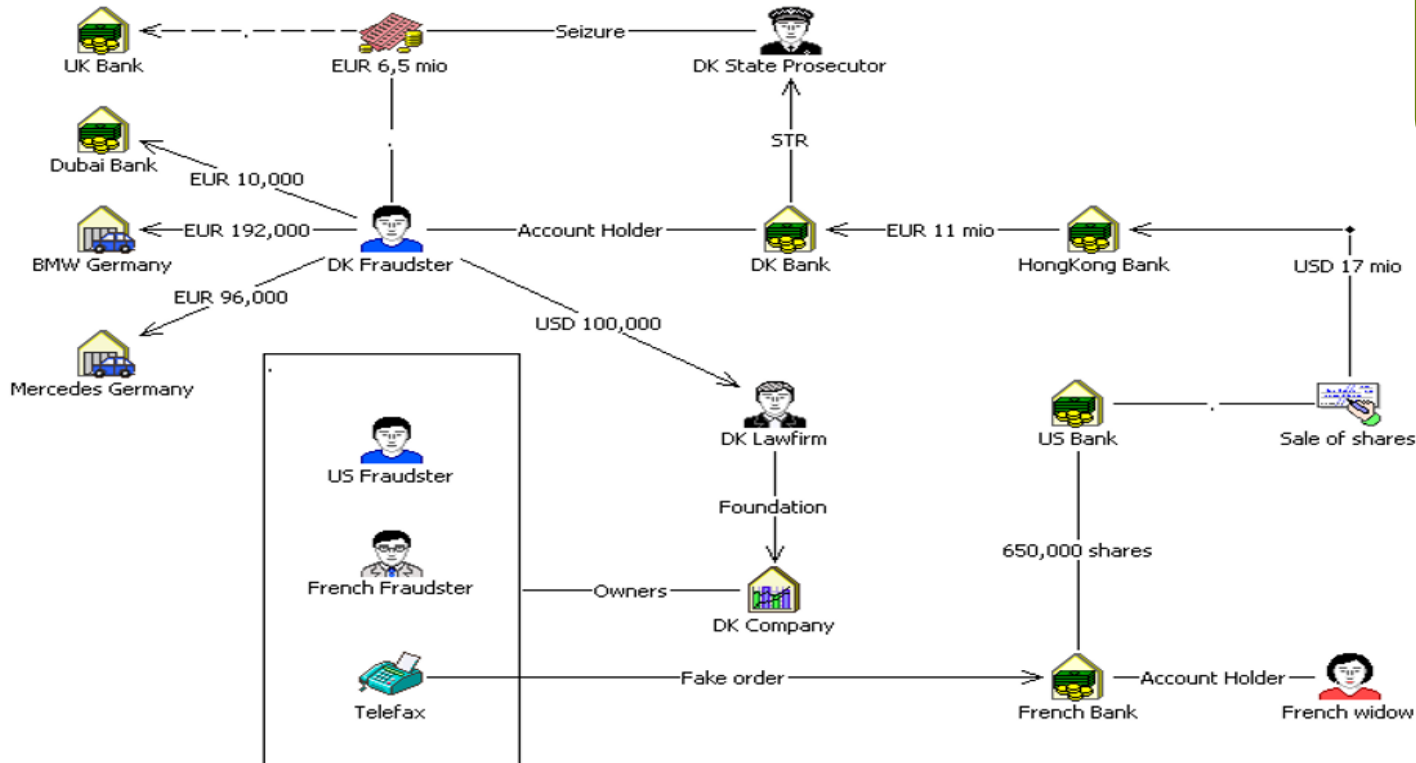 Seizure
UK Bank
EUR 6,5 mio
DK State Prosecutor
STR
Dubai Bank
EUR 10,000
EUR 192,000
Account Holder
EUR 11 mio
BMW Germany
DK Fraudster
DK Bank
HongKong Bank
USD 17 mio
EUR 96,000
USD 100,000
Mercedes Germany
DK Lawfirm
US Bank
Sale of shares
US Fraudster
Foundation
650,000 shares
French Fraudster
Owners
DK Company
Fake order
Account Holder
Telefax
French Bank
French widow